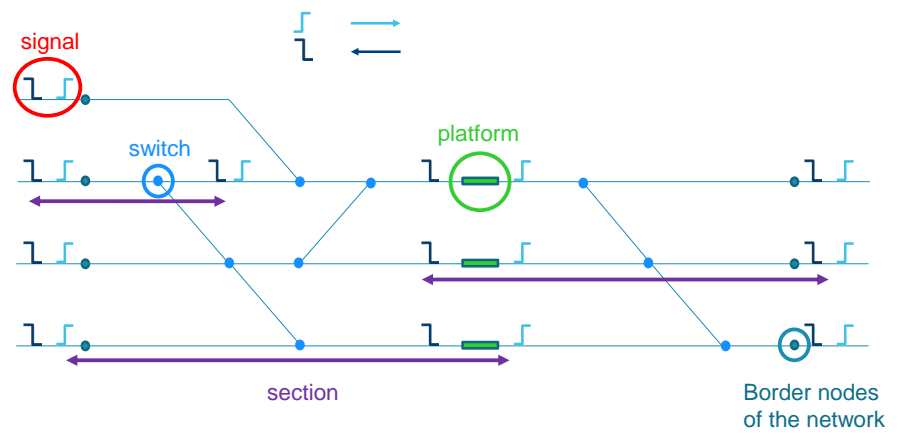 signal
switch
platform
section
Border nodes
of the network